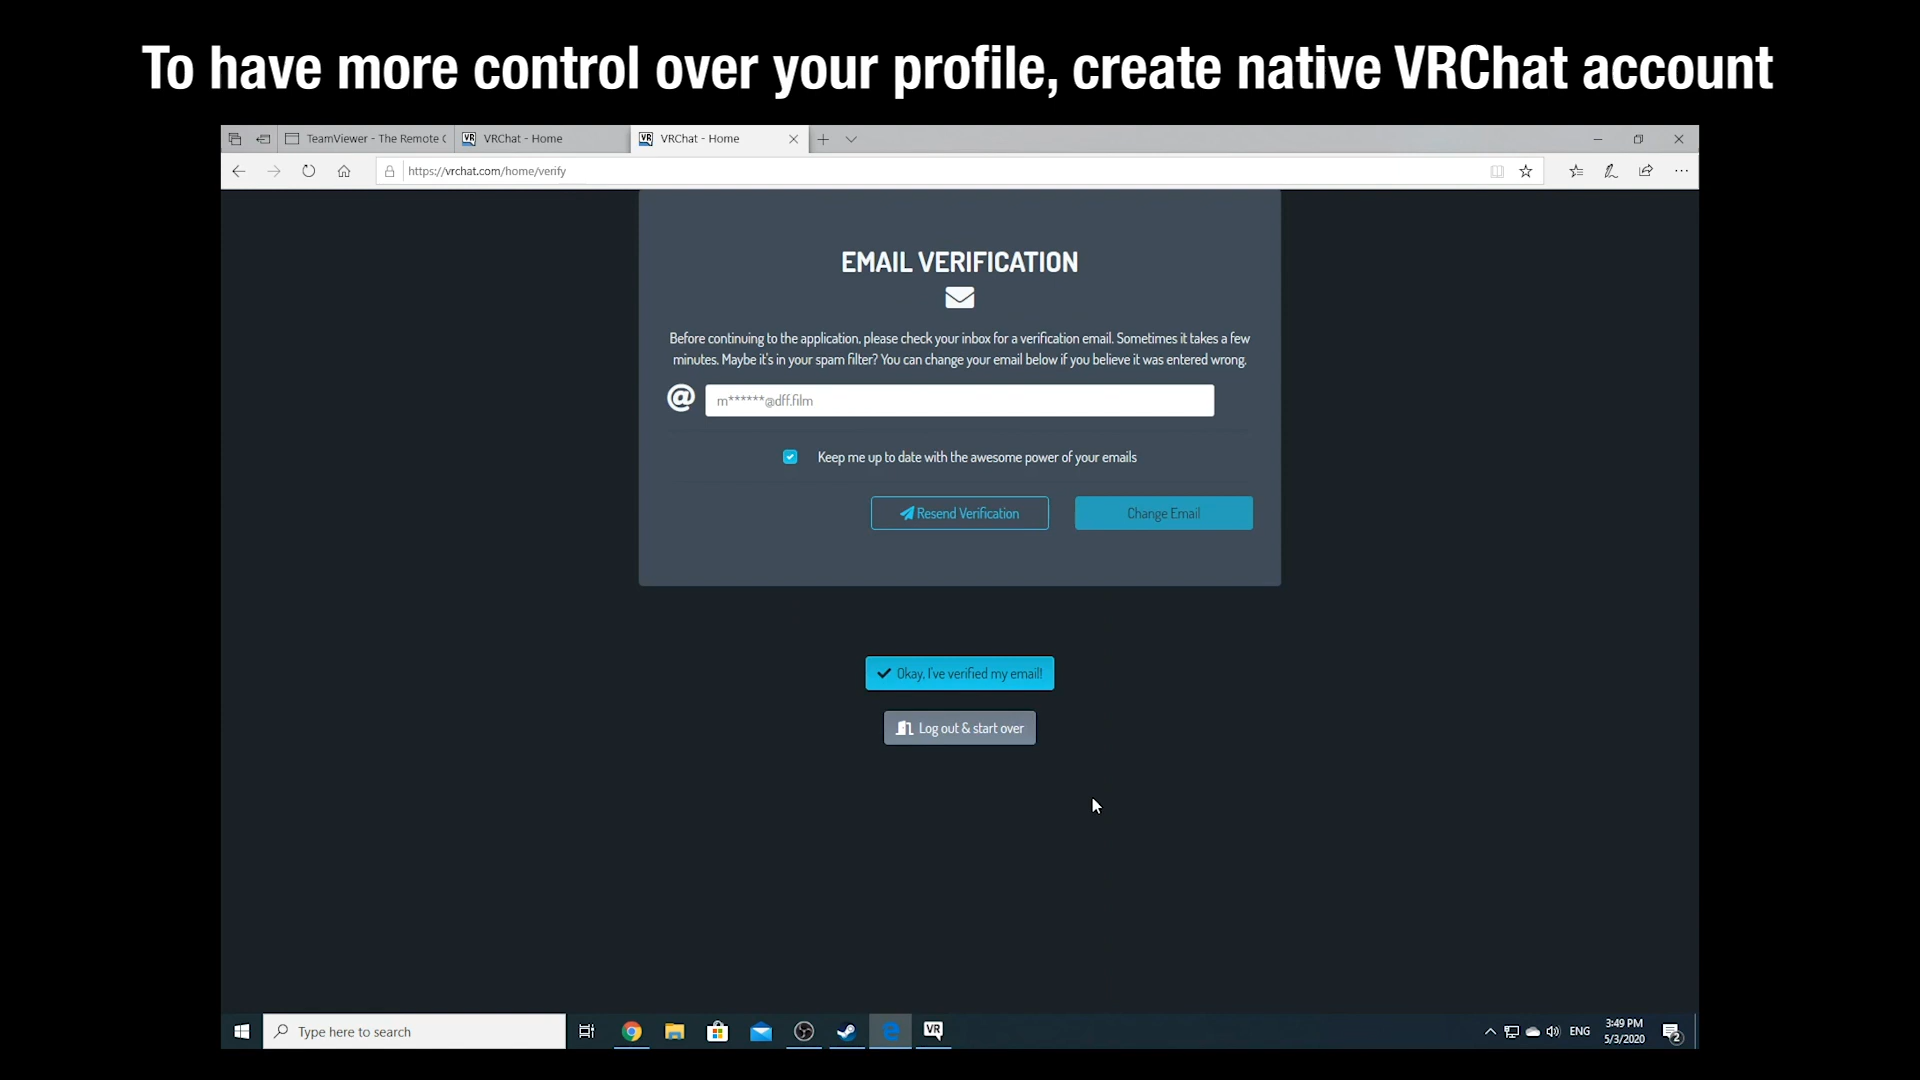 To have more control over your profile, create native VRChat account
TeamViewer - The Remote C
VR VRChat - Home
VR VRChat - Home
https://vrchat.com/home/verify
EMAIL VERIFICATION
Before continuing to the application, please check your inbox for a verification email. Sometimes it takes a few
minutes. Maybe it's in your spam filter? You can change your email below if you believe it was entered wrong.
@ m******@dff.film
Keep me up to date with the awesome power of your emails
Resend Verification
Change Email
Okay, I've verified my email!
Log out & start over
Type here to search
VR
ENG
3:49 PM
5/3/2020
2